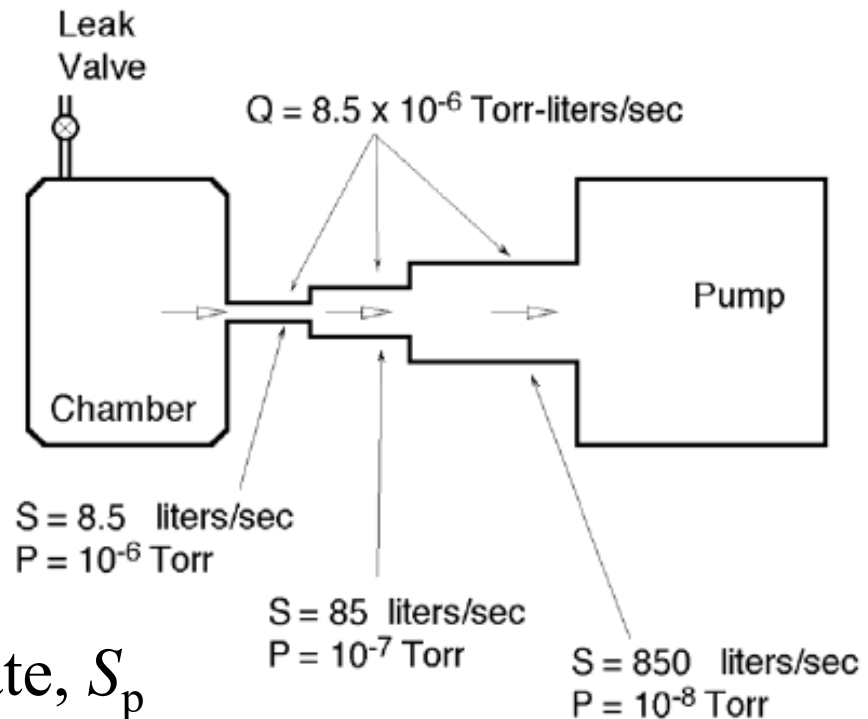 Leak
Valve
Q = 8.5 x 10⁻⁶ Torr-liters/sec
Pump
Chamber
S = 8.5 liters/sec
P = 10⁻⁶ Torr
S = 85 liters/sec
P = 10⁻⁷ Torr
S = 850 liters/sec
P = 10⁻⁸ Torr
Sₚ